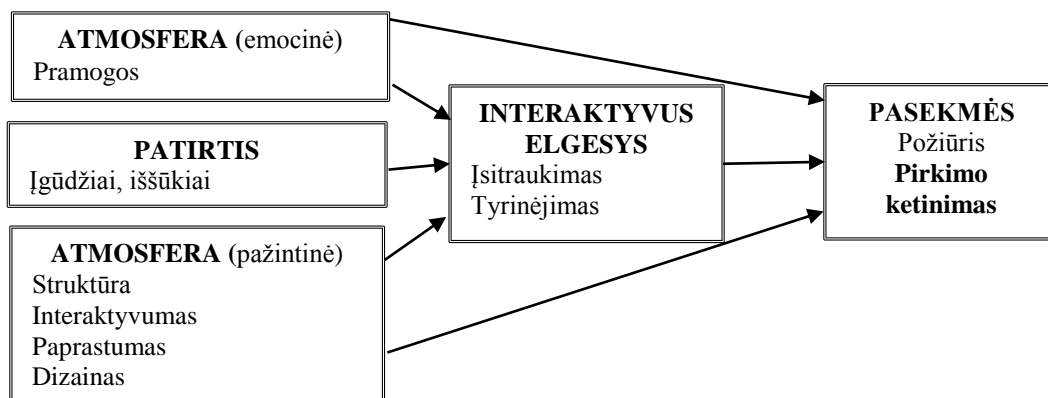 ATMOSFERA (emocinė)
Pramogos
PATIRTIS
Įgūdžiai, iššūkiai
ATMOSFERA (pažintinė)
Struktūra
Interaktyvumas
Paprastumas
Dizainas
INTERAKTYVUS
ELGESYS
Įsitraukimas
Tyrinėjimas
PASEKMĖS
Požiūris
Pirkimo
ketinimas